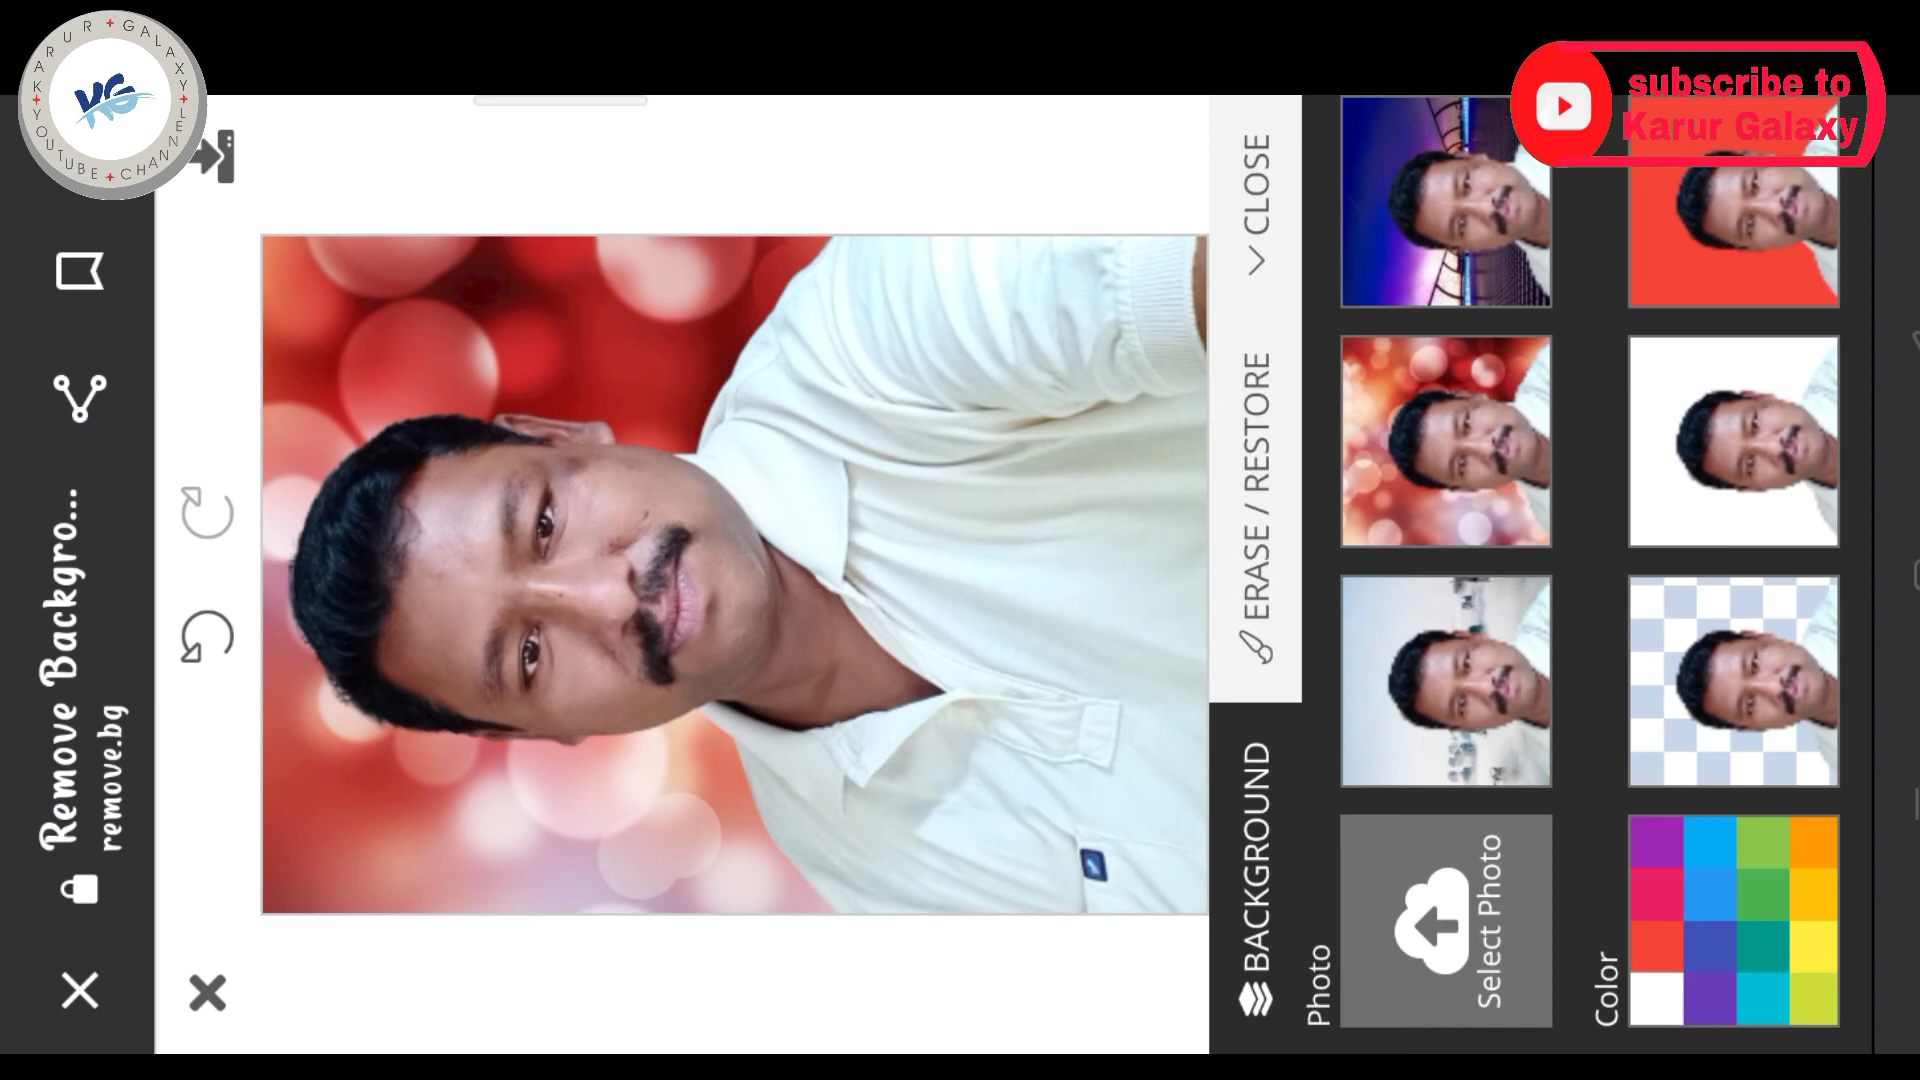 KARUR GALAXY
YOUTUBE CHANNEL
KG
subscribe to
Karur Galaxy
Remove Backgro...
remove.bg
BACKGROUND
ERASE / RESTORE
CLOSE
Photo
Select Photo
Color